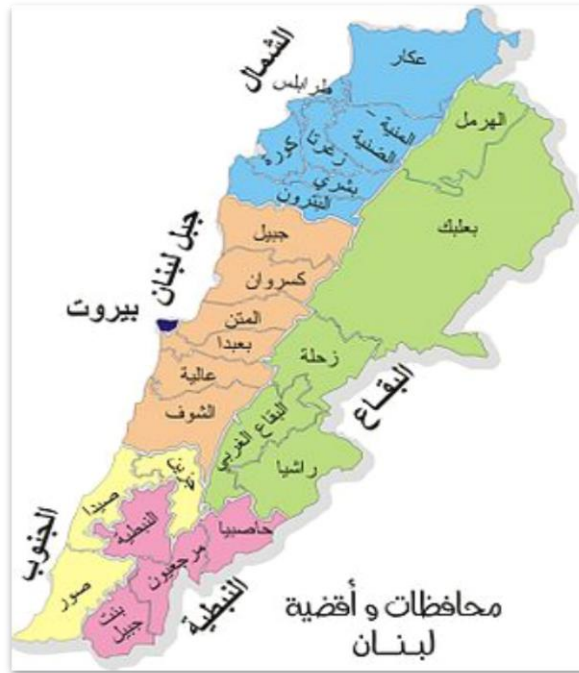 الشمال
عكار
طرابلس
المنية -
الضنية
زغرتا
كورة
بشري
البترون
الهرمل
بعلبك
جبل لبنان
جبيل
كسروان
المتن
بعبدا
عالية
الشوف
بيروت
البقاع
زحلة
البقاع الغربي
راشيا
الجنوب
جزين
صيدا
صور
النبطية
النبطية
حاصبيا
مرجعيون
بنت
جبيل
محافظات و أقضية
لبنان